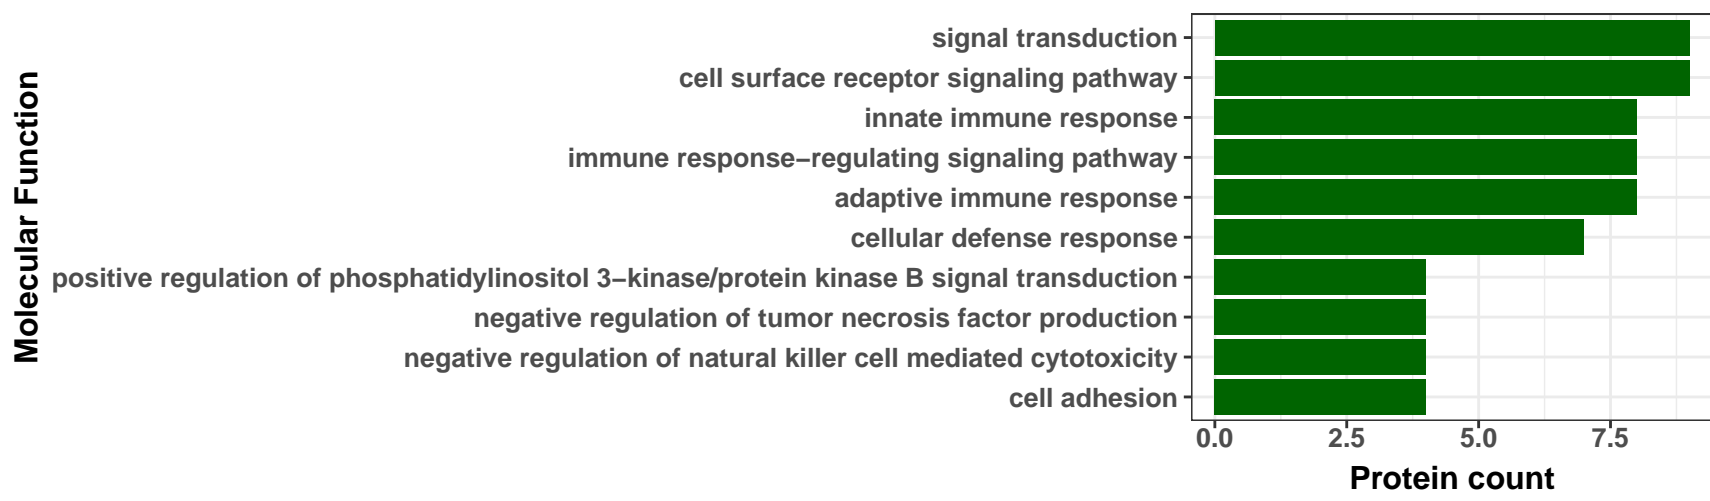 Molecular Function
signal transduction
cell surface receptor signaling pathway
innate immune response
immune response−regulating signaling pathway
adaptive immune response
cellular defense response
positive regulation of phosphatidylinositol 3−kinase/protein kinase B signal transduction
negative regulation of tumor necrosis factor production
negative regulation of natural killer cell mediated cytotoxicity
cell adhesion
0.0 2.5 5.0 7.5
Protein count